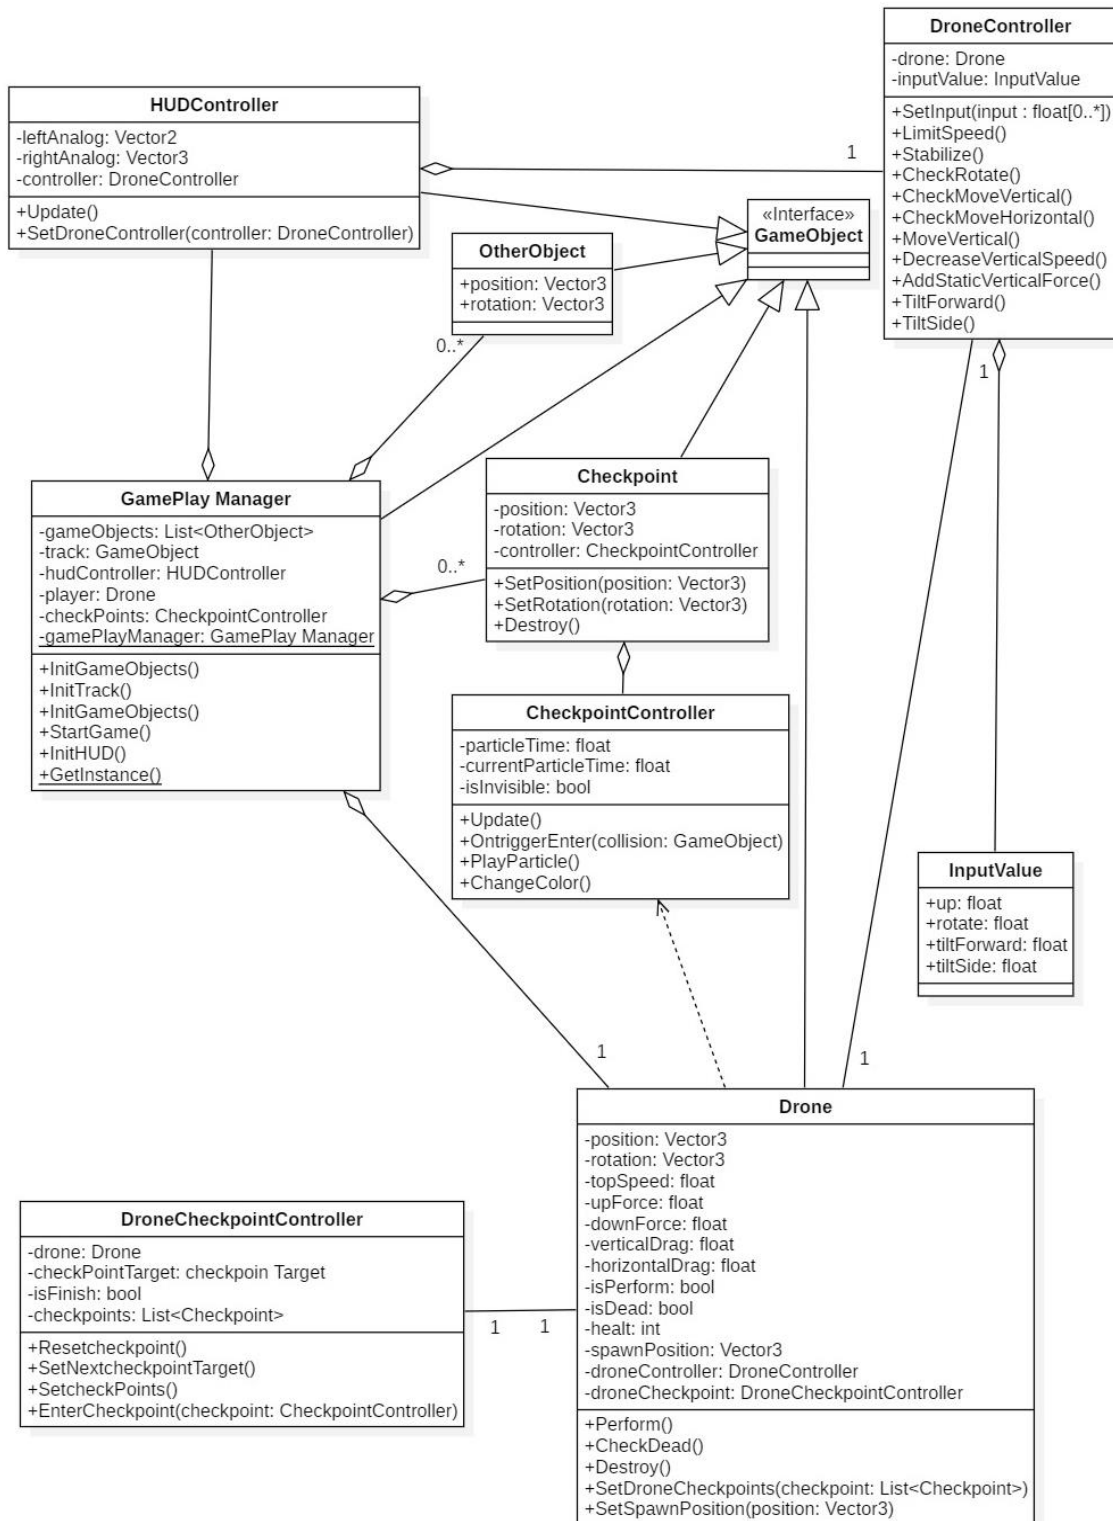 DroneController
-drone: Drone
-inputValue: InputValue
+SetInput(input : float[0..*])
+LimitSpeed()
+Stabilize()
+CheckRotate()
+CheckMoveVertical()
+CheckMoveHorizontal()
+MoveVertical()
+DecreaseVerticalSpeed()
+AddStaticVerticalForce()
+TiltForward()
+TiltSide()
HUDController
-leftAnalog: Vector2
-rightAnalog: Vector3
-controller: DroneController
+Update()
+SetDroneController(controller: DroneController)
1
«Interface»
GameObject
OtherObject
+position: Vector3
+rotation: Vector3
0..*
1
GamePlay Manager
-gameObjects: List<OtherObject>
-track: GameObject
-hudController: HUDController
-player: Drone
-checkPoints: CheckpointController
-gamePlayManager: GamePlay Manager
+InitGameObjects()
+InitTrack()
+InitGameObjects()
+StartGame()
+InitHUD()
+GetInstance()
0..*
Checkpoint
-position: Vector3
-rotation: Vector3
-controller: CheckpointController
+SetPosition(position: Vector3)
+SetRotation(rotation: Vector3)
+Destroy()
CheckpointController
-particleTime: float
-currentParticleTime: float
-isInvisible: bool
+Update()
+OntriggerEnter(collision: GameObject)
+PlayParticle()
+ChangeColor()
InputValue
+up: float
+rotate: float
+tiltForward: float
+tiltSide: float
1
1
Drone
-position: Vector3
-rotation: Vector3
-topSpeed: float
-upForce: float
-downForce: float
-verticalDrag: float
-horizontalDrag: float
-isPerform: bool
-isDead: bool
-healt: int
-spawnPosition: Vector3
-droneController: DroneController
-droneCheckpoint: DroneCheckpointController
+Perform()
+CheckDead()
+Destroy()
+SetDroneCheckpoints(checkpoint: List<Checkpoint>)
+SetSpawnPosition(position: Vector3)
DroneCheckpointController
-drone: Drone
-checkPointTarget: checkpoin Target
-isFinish: bool
-checkpoints: List<Checkpoint>
+Resetcheckpoint()
+SetNextcheckpointTarget()
+SetcheckPoints()
+EnterCheckpoint(checkpoint: CheckpointController)
1 1